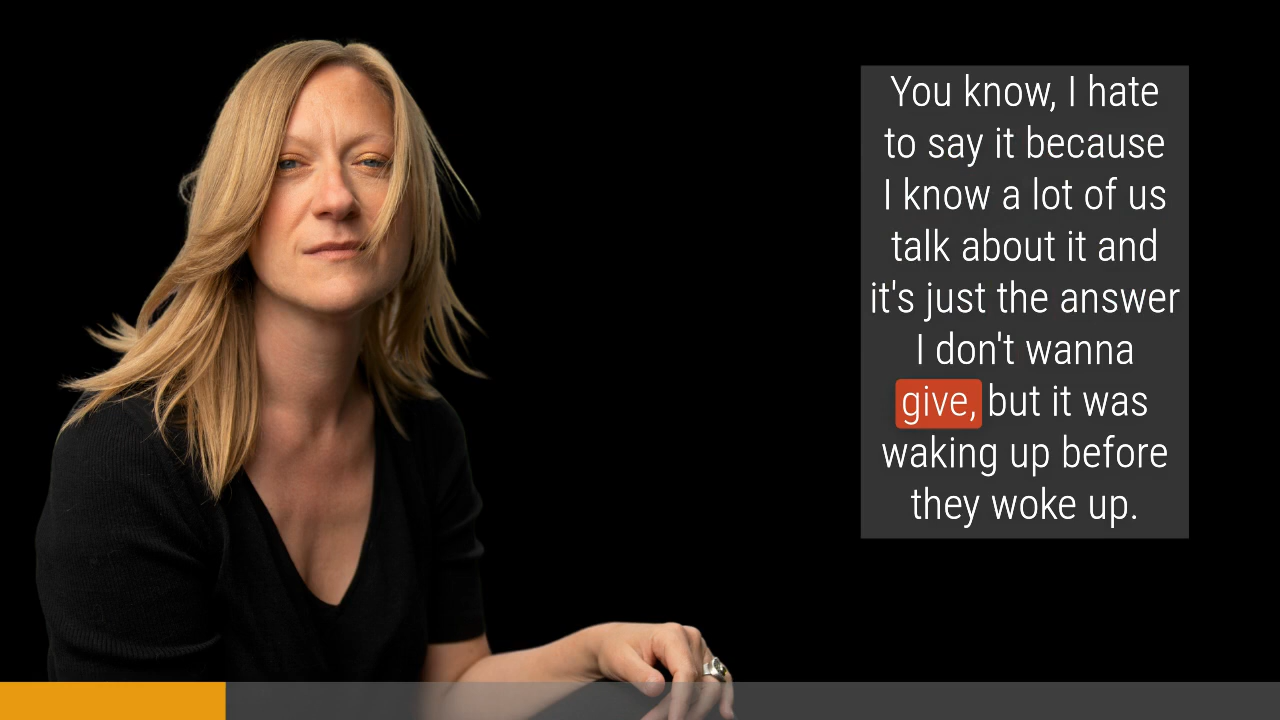 You know, I hate
to say it because
I know a lot of us
talk about it and
it's just the answer
I don't wanna
give, but it was
waking up before
they woke up.